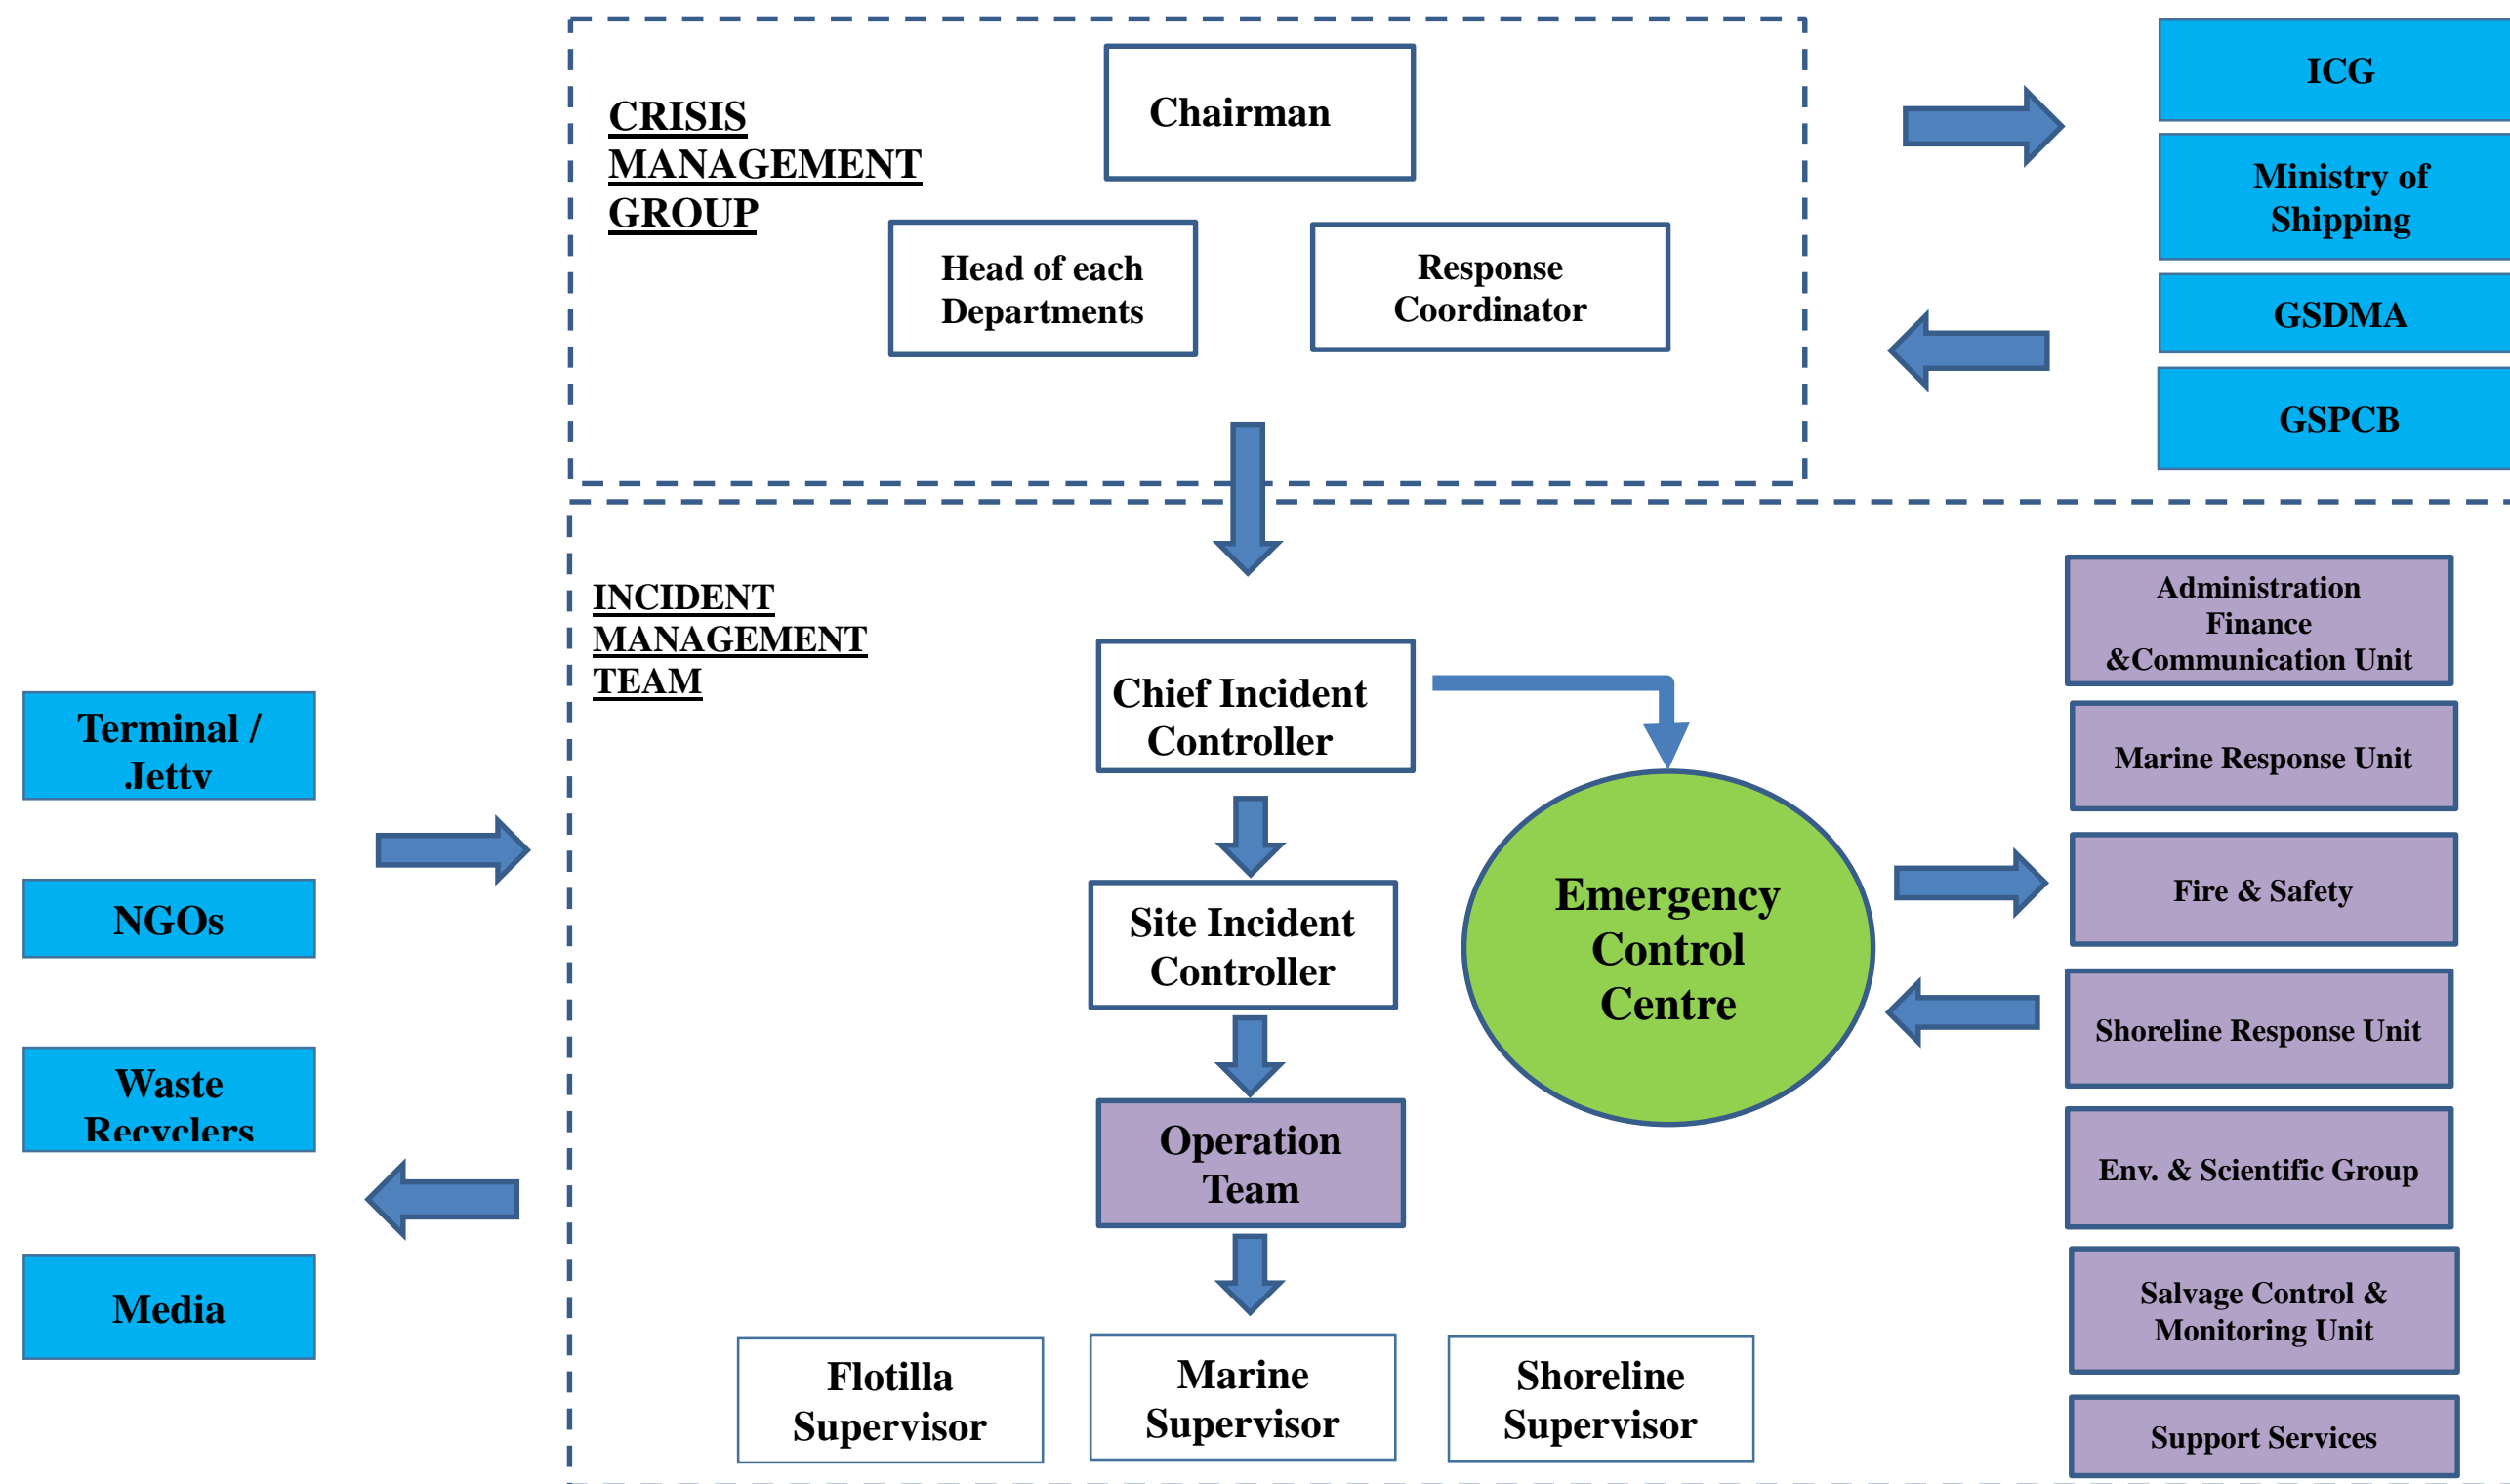 CRISIS
MANAGEMENT
GROUP
Chairman
Head of each
Departments
Response
Coordinator
ICG
Ministry of
Shipping
GSDMA
GSPCB
INCIDENT
MANAGEMENT
TEAM
Chief Incident
Controller
Site Incident
Controller
Operation
Team
Flotilla
Supervisor
Marine
Supervisor
Shoreline
Supervisor
Emergency
Control
Centre
Terminal /
Jetty
NGOs
Waste
Recyclers
Media
Administration
Finance
&Communication Unit
Marine Response Unit
Fire & Safety
Shoreline Response Unit
Env. & Scientific Group
Salvage Control &
Monitoring Unit
Support Services